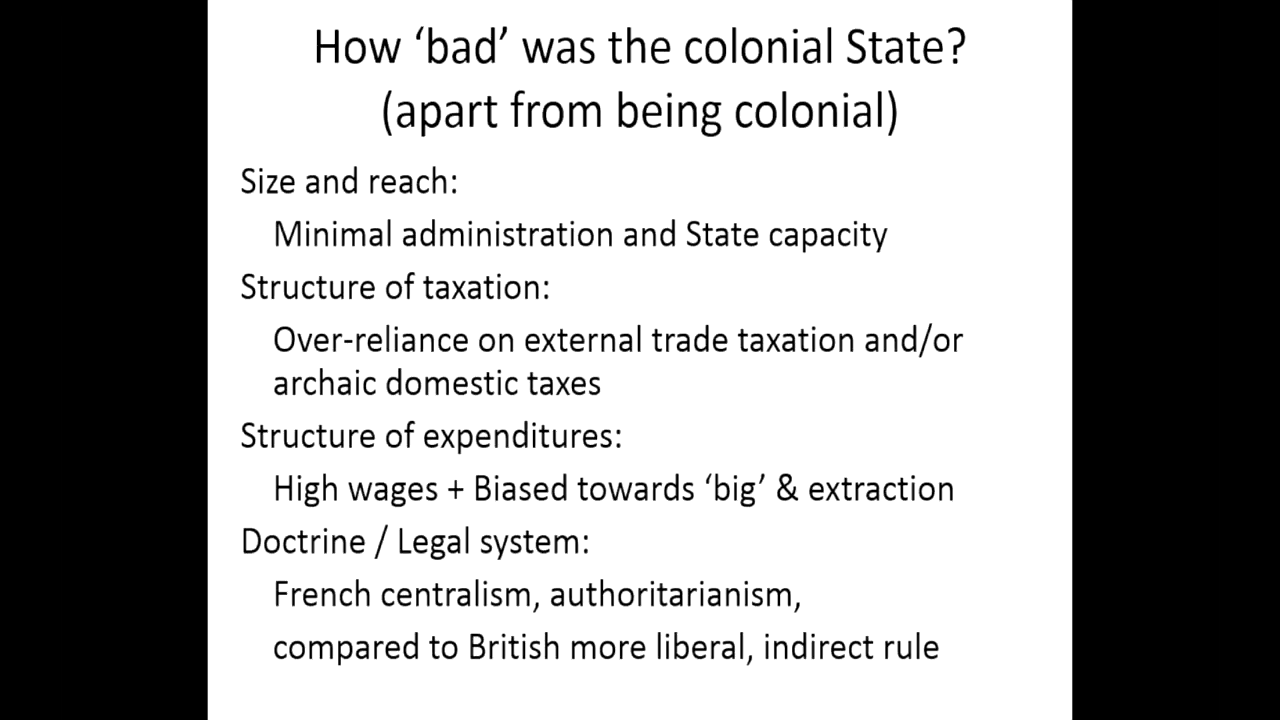 How ‘bad’ was the colonial State?
(apart from being colonial)
Size and reach:
Minimal administration and State capacity
Structure of taxation:
Over-reliance on external trade taxation and/or
archaic domestic taxes
Structure of expenditures:
High wages + Biased towards ‘big’ & extraction
Doctrine / Legal system:
French centralism, authoritarianism,
compared to British more liberal, indirect rule